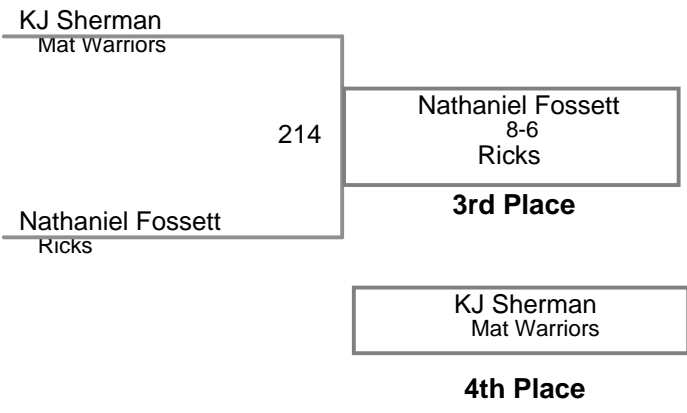 KJ Sherman
Mat Warriors
214
Nathaniel Fossett
8-6
Ricks
3rd Place
Nathaniel Fossett
Ricks
KJ Sherman
Mat Warriors
4th Place